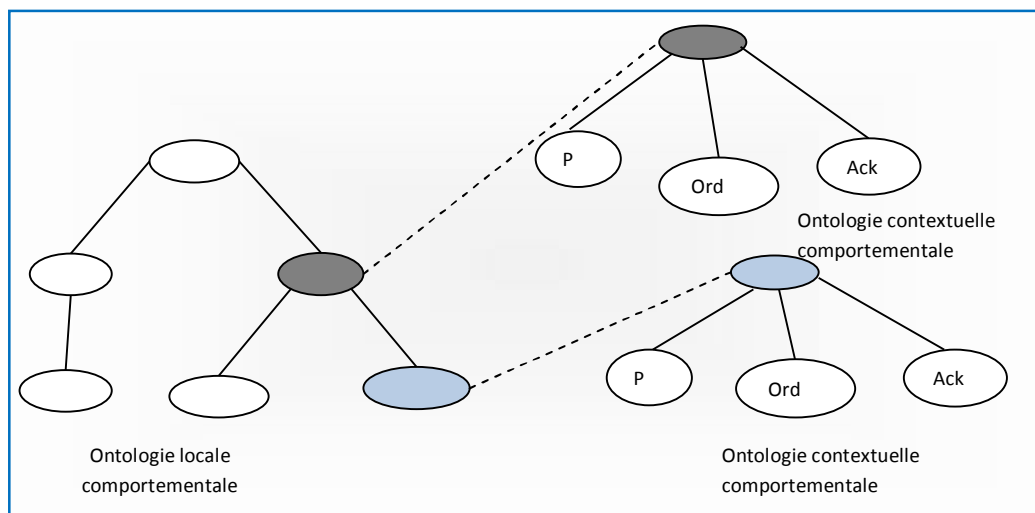 P
Ord
Ack
Ontologie contextuelle
comportementale
P
Ord
Ack
Ontologie locale
comportementale
Ontologie contextuelle
comportementale